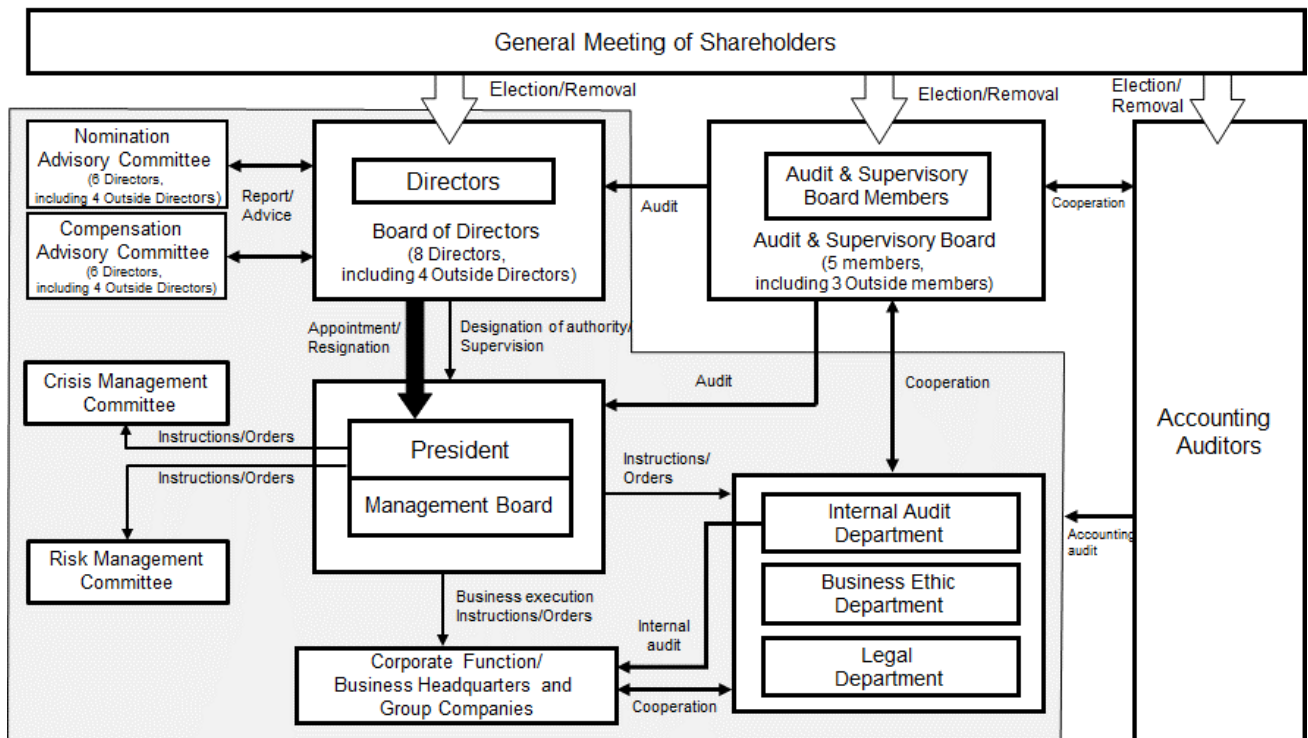 General Meeting of Shareholders
Election/Removal
Election/Removal
Election/
Removal
Nomination
Advisory Committee
(6 Directors,
including 4 Outside Directors)
Report/
Advice
Compensation
Advisory Committee
(6 Directors,
including 4 Outside Directors)
Directors
Board of Directors
(8 Directors,
including 4 Outside Directors)
Audit
Audit & Supervisory
Board Members
Audit & Supervisory Board
(5 members,
including 3 Outside members)
Cooperation
Appointment/
Resignation
Designation of authority/
Supervision
Audit
Cooperation
Accounting
Auditors
Crisis Management
Committee
Instructions/Orders
Instructions/Orders
Risk Management
Committee
President
Management Board
Instructions/
Orders
Internal Audit
Department
Business Ethic
Department
Legal
Department
Accounting
audit
Business execution
Instructions/Orders
Internal
audit
Corporate Function/
Business Headquarters and
Group Companies
Cooperation